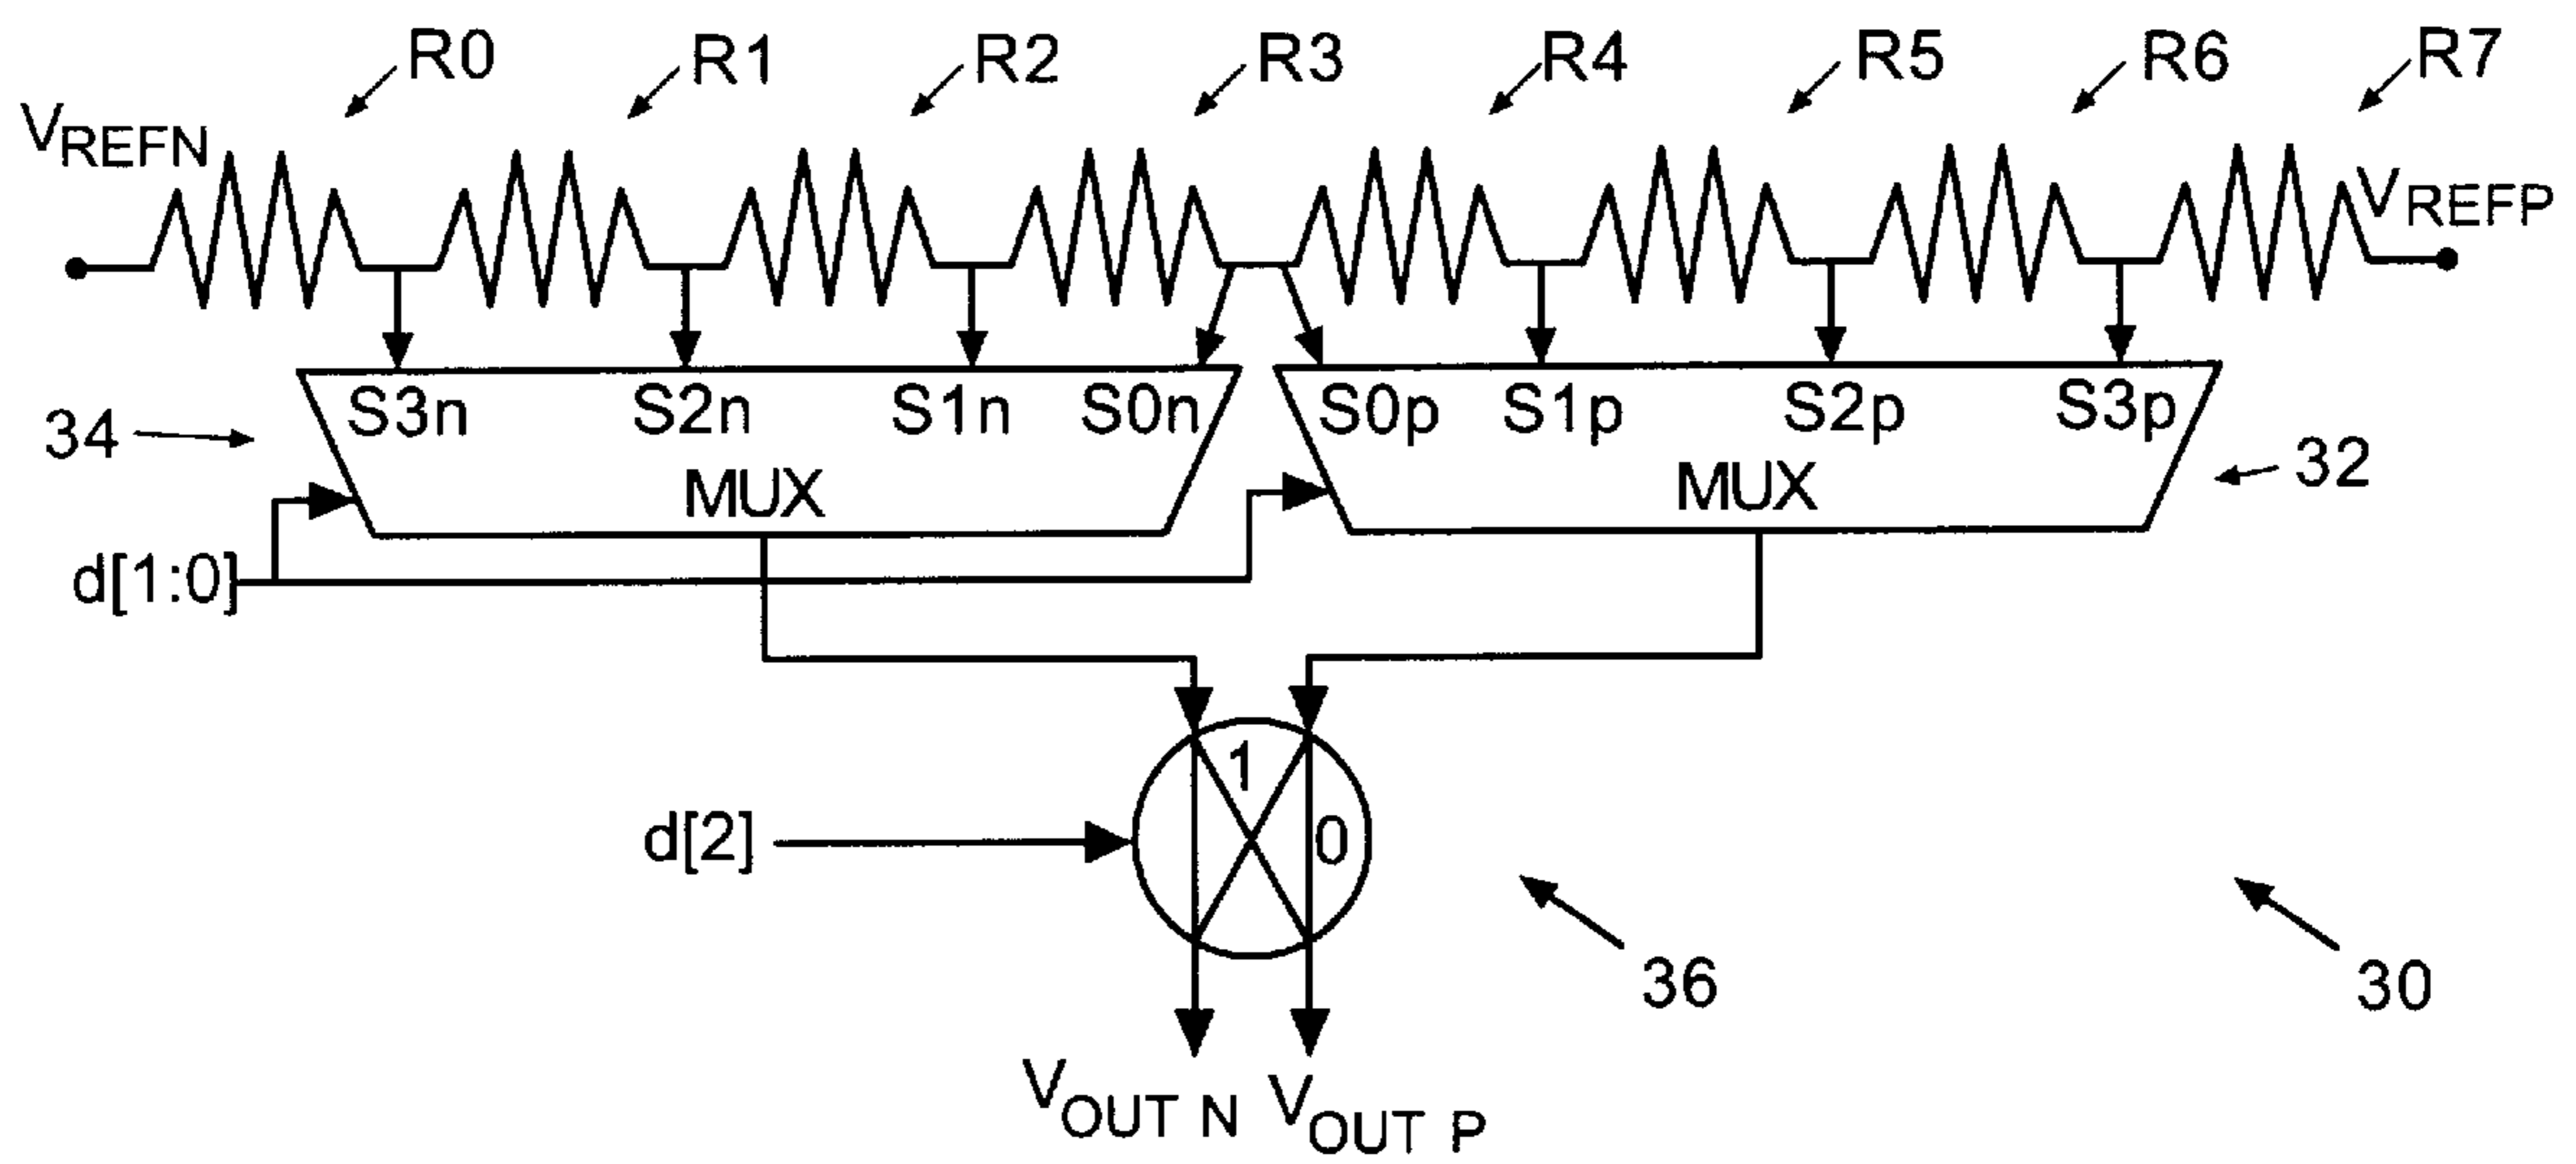 R0 R1 R2 R3 R4 R5 R6 R7
VREFN VREFP
S3n S2n S1n S0n S0p S1p S2p S3p
34 MUX MUX 32
d[1:0]
1
d[2] 0
36 30
VOUT N VOUT P